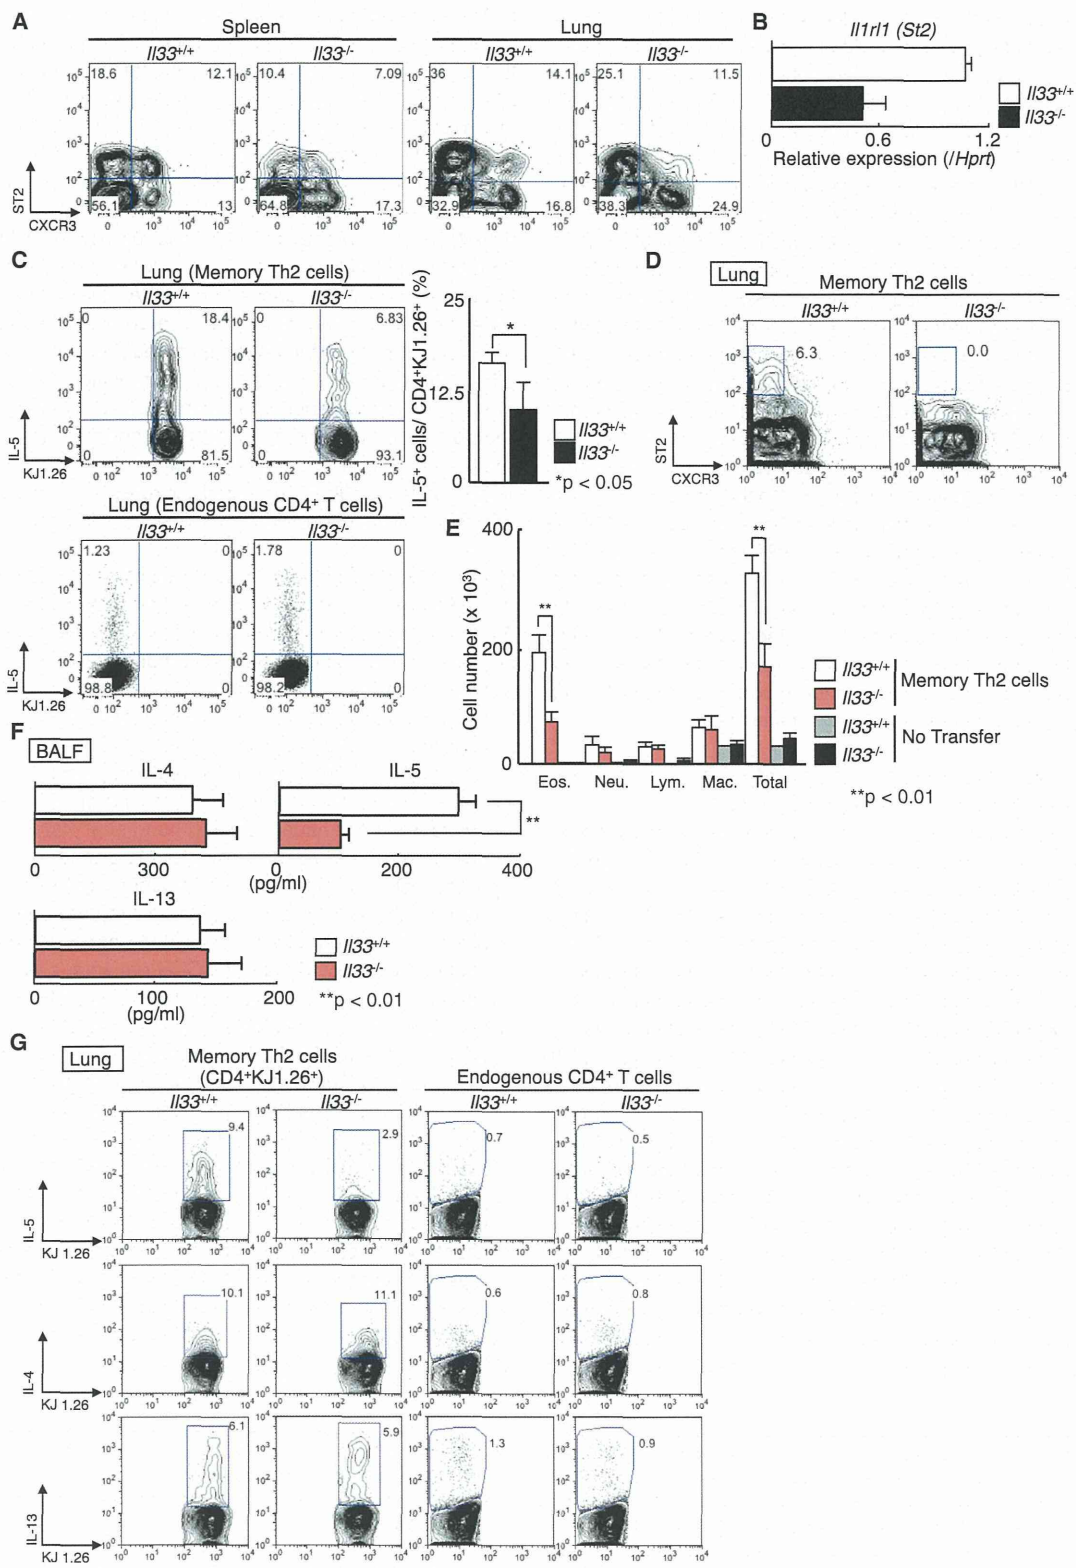 A
Spleen
Lung
Il33+/+
Il33-/-
Il33+/+
Il33-/-
18.6
12.1
10.4
7.09
36
14.1
25.1
11.5
56.1
13
64.8
17.3
32.9
16.8
38.3
24.9
ST2
CXCR3
B
Il1rl1 (St2)
Il33+/+
Il33-/-
0
0.6
1.2
Relative expression (/Hprt)
C
Lung (Memory Th2 cells)
Il33+/+
Il33-/-
0
18.4
0
6.83
0
81.5
0
93.1
IL-5
KJ1.26
IL-5+ cells/ CD4+KJ1.26+ (%)
25
12.5
0
*
Il33+/+
Il33-/-
*p < 0.05
Lung (Endogenous CD4+ T cells)
Il33+/+
Il33-/-
1.23
0
1.78
0
98.8
0
98.2
0
IL-5
KJ1.26
D
Lung
Memory Th2 cells
Il33+/+
Il33-/-
6.3
0.0
ST2
CXCR3
E
Cell number (x 10³)
400
200
0
**
**
Eos.
Neu.
Lym.
Mac.
Total
Il33+/+
Il33-/-
Memory Th2 cells
Il33+/+
Il33-/-
No Transfer
**p < 0.01
F
BALF
IL-4
IL-5
**
0
300
0
200
400
(pg/ml)
IL-13
0
100
200
(pg/ml)
Il33+/+
Il33-/-
**p < 0.01
G
Lung
Memory Th2 cells
(CD4+KJ1.26+)
Endogenous CD4+ T cells
Il33+/+
Il33-/-
Il33+/+
Il33-/-
9.4
2.9
0.7
0.5
IL-5
KJ 1.26
10.1
11.1
0.6
0.8
IL-4
KJ 1.26
6.1
5.9
1.3
0.9
IL-13
KJ 1.26